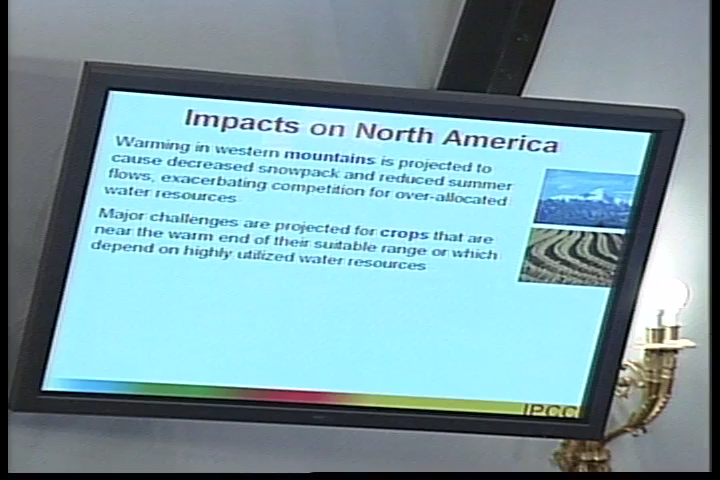 Impacts on North America
Warming in western mountains is projected to
cause decreased snowpack and reduced summer
flows, exacerbating competition for over-allocated
water resources
Major challenges are projected for crops that are
near the warm end of their suitable range or which
depend on highly utilized water resources
IPCC